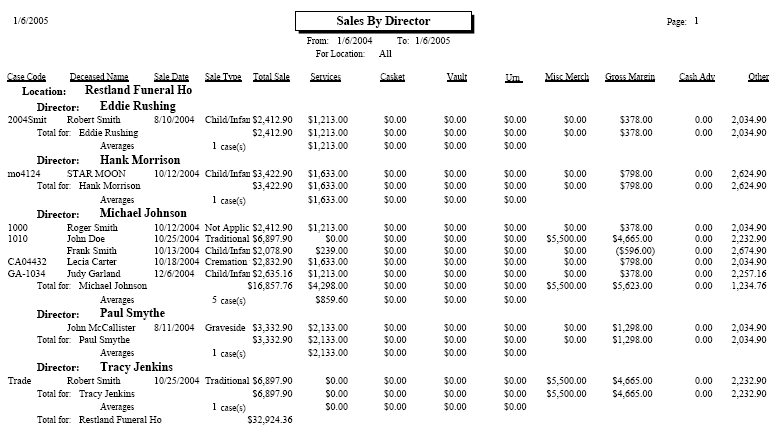 1/6/2005 Sales By Director Page: 1
From: 1/6/2004 To: 1/6/2005
For Location: All
Case Code Deceased Name Sale Date Sale Type Total Sale Services Casket Vault Urn Misc Merch Gross Margin Cash Adv Other
Location: Restland Funeral Ho
Director: Eddie Rushing
2004Smit Robert Smith 8/10/2004 Child/Infan $2,412.90 $1,213.00 $0.00 $0.00 $0.00 $0.00 $378.00 0.00 2,034.90
Total for: Eddie Rushing $2,412.90 $1,213.00 $0.00 $0.00 $0.00 $0.00 $378.00 0.00 2,034.90
Averages 1 case(s) $1,213.00 $0.00 $0.00 $0.00
Director: Hank Morrison
mo4124 STAR MOON 10/12/2004 Child/Infan $3,422.90 $1,633.00 $0.00 $0.00 $0.00 $0.00 $798.00 0.00 2,624.90
Total for: Hank Morrison $3,422.90 $1,633.00 $0.00 $0.00 $0.00 $0.00 $798.00 0.00 2,624.90
Averages 1 case(s) $1,633.00 $0.00 $0.00 $0.00
Director: Michael Johnson
1000 Roger Smith 10/12/2004 Not Applic $2,412.90 $1,213.00 $0.00 $0.00 $0.00 $0.00 $378.00 0.00 2,034.90
1010 John Doe 10/25/2004 Traditional $6,897.90 $0.00 $0.00 $0.00 $0.00 $5,500.00 $4,665.00 0.00 2,232.90
Frank Smith 10/13/2004 Child/Infan $2,078.90 $239.00 $0.00 $0.00 $0.00 $0.00 ($596.00) 0.00 2,674.90
CA04432 Lecia Carter 10/18/2004 Cremation $2,832.90 $1,633.00 $0.00 $0.00 $0.00 $0.00 $798.00 0.00 2,034.90
GA-1034 Judy Garland 12/6/2004 Child/Infan $2,635.16 $1,213.00 $0.00 $0.00 $0.00 $0.00 $378.00 0.00 2,257.16
Total for: Michael Johnson $16,857.76 $4,298.00 $0.00 $0.00 $0.00 $5,500.00 $5,623.00 0.00 1,234.76
Averages 5 case(s) $859.60 $0.00 $0.00 $0.00
Director: Paul Smythe
John McCallister 8/11/2004 Graveside $3,332.90 $2,133.00 $0.00 $0.00 $0.00 $0.00 $1,298.00 0.00 2,034.90
Total for: Paul Smythe $3,332.90 $2,133.00 $0.00 $0.00 $0.00 $0.00 $1,298.00 0.00 2,034.90
Averages 1 case(s) $2,133.00 $0.00 $0.00 $0.00
Director: Tracy Jenkins
Trade Robert Smith 10/25/2004 Traditional $6,897.90 $0.00 $0.00 $0.00 $0.00 $5,500.00 $4,665.00 0.00 2,232.90
Total for: Tracy Jenkins $6,897.90 $0.00 $0.00 $0.00 $0.00 $5,500.00 $4,665.00 0.00 2,232.90
Averages 1 case(s) $0.00 $0.00 $0.00 $0.00
Total for: Restland Funeral Ho $32,924.36